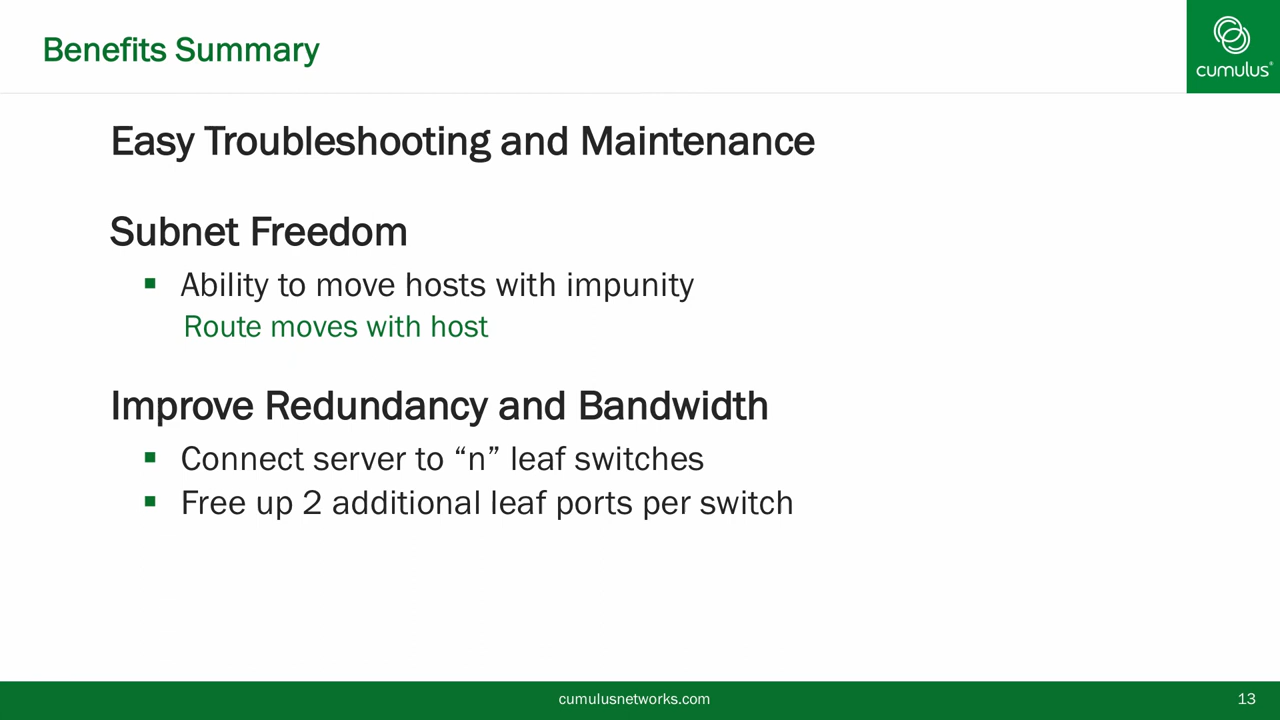 Benefits Summary
cumulus®
Easy Troubleshooting and Maintenance
Subnet Freedom
▪ Ability to move hosts with impunity
Route moves with host
Improve Redundancy and Bandwidth
▪ Connect server to “n” leaf switches
▪ Free up 2 additional leaf ports per switch
cumulusnetworks.com
13